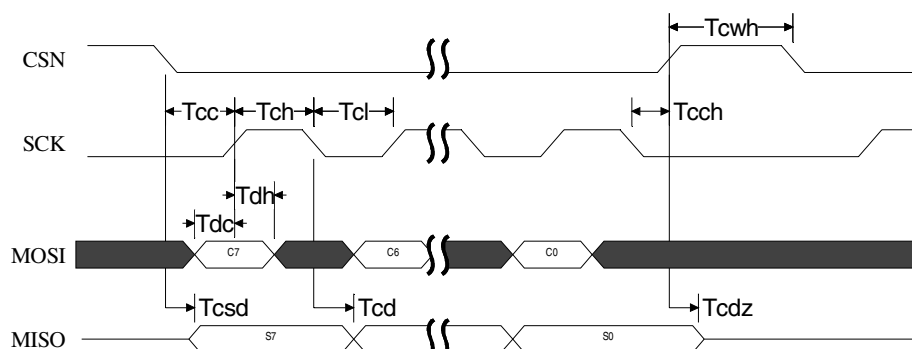 Tcwh
CSN
Tcc Tch Tcl Tcch
SCK
Tdh
Tdc
MOSI C7 C6 C0
Tcsd Tcd Tcdz
MISO S7 S0